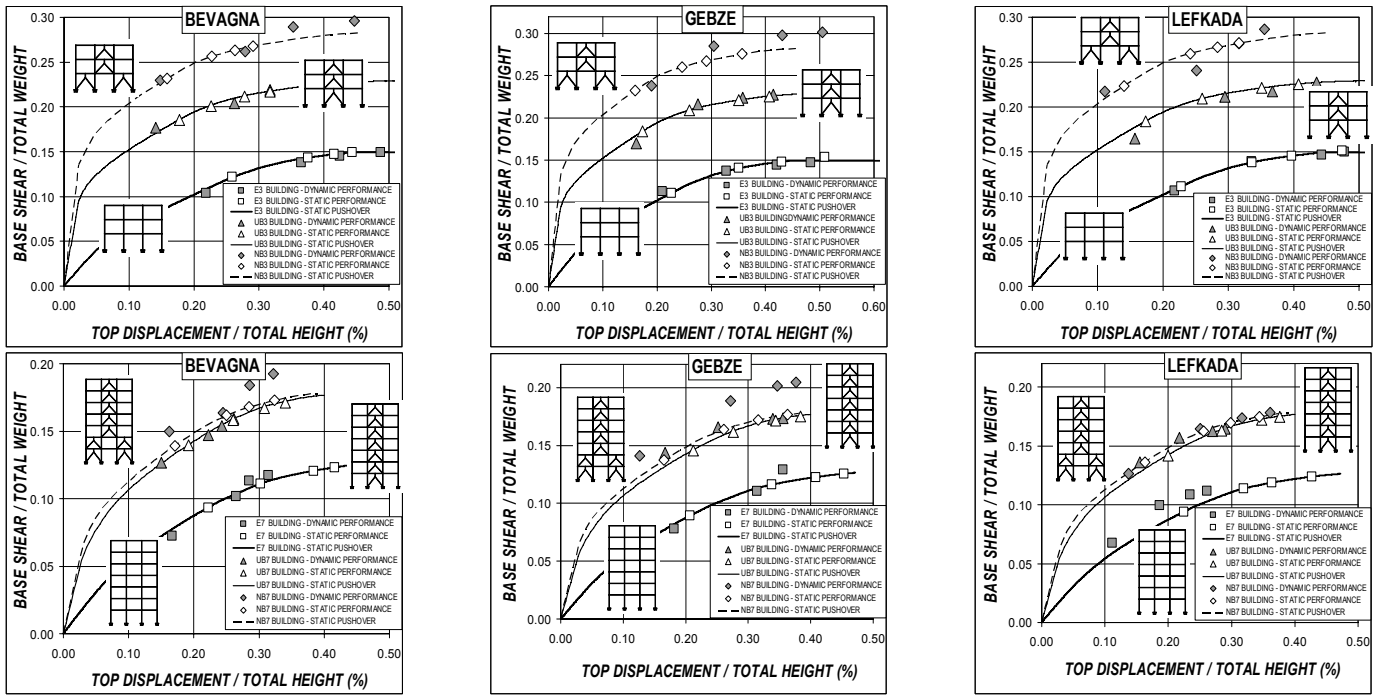 BEVAGNA
BASE SHEAR / TOTAL WEIGHT
0.30
0.25
0.20
0.15
0.10
0.05
0.00
E3 BUILDING - DYNAMIC PERFORMANCE
E3 BUILDING - STATIC PERFORMANCE
E3 BUILDING - STATIC PUSHOVER
UB3 BUILDING - DYNAMIC PERFORMANCE
UB3 BUILDING - STATIC PERFORMANCE
UB3 BUILDING - STATIC PUSHOVER
NB3 BUILDING - DYNAMIC PERFORMANCE
NB3 BUILDING - STATIC PERFORMANCE
NB3 BUILDING - STATIC PUSHOVER
0.00 0.10 0.20 0.30 0.40 0.50
TOP DISPLACEMENT / TOTAL HEIGHT (%)
GEBZE
BASE SHEAR / TOTAL WEIGHT
0.30
0.25
0.20
0.15
0.10
0.05
0.00
E3 BUILDING - DYNAMIC PERFORMANCE
E3 BUILDING - STATIC PERFORMANCE
E3 BUILDING - STATIC PUSHOVER
UB3 BUILDINGDYNAMIC PERFORMANCE
UB3 BUILDING - STATIC PERFORMANCE
UB3 BUILDING - STATIC PUSHOVER
NB3 BUILDING - DYNAMIC PERFORMANCE
NB3 BUILDING - STATIC PERFORMANCE
NB3 BUILDING - STATIC PUSHOVER
0.00 0.10 0.20 0.30 0.40 0.50 0.60
TOP DISPLACEMENT / TOTAL HEIGHT (%)
LEFKADA
BASE SHEAR / TOTAL WEIGHT
0.30
0.25
0.20
0.15
0.10
0.05
0.00
E3 BUILDING - DYNAMIC PERFORMANCE
E3 BUILDING - STATIC PERFORMANCE
E3 BUILDING - STATIC PUSHOVER
UB3 BUILDING - DYNAMIC PERFORMANCE
UB3 BUILDING - STATIC PERFORMANCE
UB3 BUILDING - STATIC PUSHOVER
NB3 BUILDING - DYNAMIC PERFORMANCE
NB3 BUILDING - STATIC PERFORMANCE
NB3 BUILDING - STATIC PUSHOVER
0.00 0.10 0.20 0.30 0.40 0.50
TOP DISPLACEMENT / TOTAL HEIGHT (%)
BEVAGNA
BASE SHEAR / TOTAL WEIGHT
0.20
0.15
0.10
0.05
0.00
E7 BUILDING - DYNAMIC PERFORMANCE
E7 BUILDING - STATIC PERFORMANCE
E7 BUILDING - STATIC PUSHOVER
UB7 BUILDING - DYNAMIC PERFORMANCE
UB7 BUILDING - STATIC PERFORMANCE
UB7 BUILDING - STATIC PUSHOVER
NB7 BUILDING - DYNAMIC PERFORMANCE
NB7 BUILDING - STATIC PERFORMANCE
NB7 BUILDING - STATIC PUSHOVER
0.00 0.10 0.20 0.30 0.40 0.50
TOP DISPLACEMENT / TOTAL HEIGHT (%)
GEBZE
BASE SHEAR / TOTAL WEIGHT
0.20
0.15
0.10
0.05
0.00
E7 BUILDING - DYNAMIC PERFORMANCE
E7 BUILDING - STATIC PERFORMANCE
E7 BUILDING - STATIC PUSHOVER
UB7 BUILDING - DYNAMIC PERFORMANCE
UB7 BUILDING - STATIC PERFORMANCE
UB7 BUILDING - STATIC PUSHOVER
NB7 BUILDING - DYNAMIC PERFORMANCE
NB7 BUILDING - STATIC PERFORMANCE
NB7 BUILDING - STATIC PUSHOVER
0.00 0.10 0.20 0.30 0.40 0.50
TOP DISPLACEMENT / TOTAL HEIGHT (%)
LEFKADA
BASE SHEAR / TOTAL WEIGHT
0.20
0.15
0.10
0.05
0.00
E7 BUILDING - DYNAMIC PERFORMANCE
E7 BUILDING - STATIC PERFORMANCE
E7 BUILDING - STATIC PUSHOVER
UB7 BUILDING - DYNAMIC PERFORMANCE
UB7 BUILDING - STATIC PERFORMANCE
UB7 BUILDING - STATIC PUSHOVER
NB7 BUILDING - DYNAMIC PERFORMANCE
NB7 BUILDING - STATIC PERFORMANCE
NB7 BUILDING - STATIC PUSHOVER
0.00 0.10 0.20 0.30 0.40 0.50
TOP DISPLACEMENT / TOTAL HEIGHT (%)